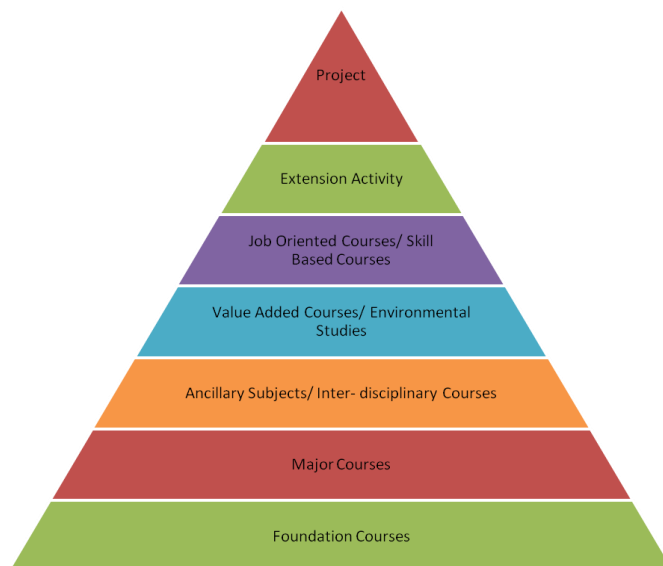 Project
Extension Activity
Job Oriented Courses/ Skill
Based Courses
Value Added Courses/ Environmental
Studies
Ancillary Subjects/ Inter- disciplinary Courses
Major Courses
Foundation Courses